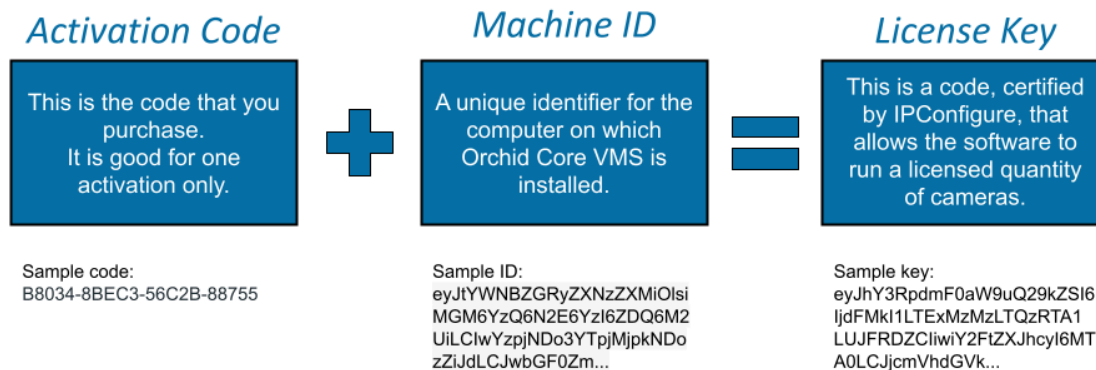 Activation Code
This is the code that you
purchase.
It is good for one
activation only.
Sample code:
B8034-8BEC3-56C2B-88755
Machine ID
A unique identifier for the
computer on which
Orchid Core VMS is
installed.
Sample ID:
eyJtYWNBZGRyZXNzZXMiOlsi
MGM6YzQ6N2E6YzI6ZDQ6M2
UiLCIwYzpjNDo3YTpjMjpkNDo
zZiJdLCJwbGF0Zm...
License Key
This is a code, certified
by IPConfigure, that
allows the software to
run a licensed quantity
of cameras.
Sample key:
eyJhY3RpdmF0aW9uQ29kZSI6
IjdFMkI1LTExMzMzLTQzRTA1
LUJFRDZCIiwiY2FtZXJhcyI6MT
A0LCJjcmVhdGVk...